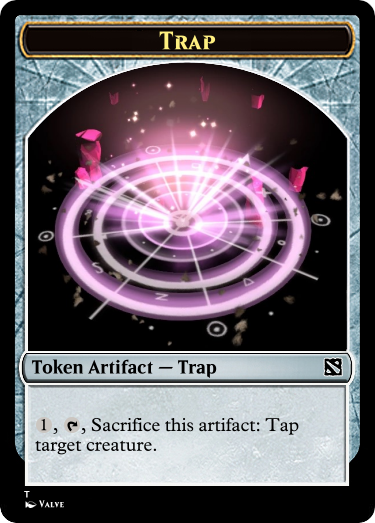 Trap
Token Artifact — Trap
1, T, Sacrifice this artifact: Tap
target creature.
T
Valve